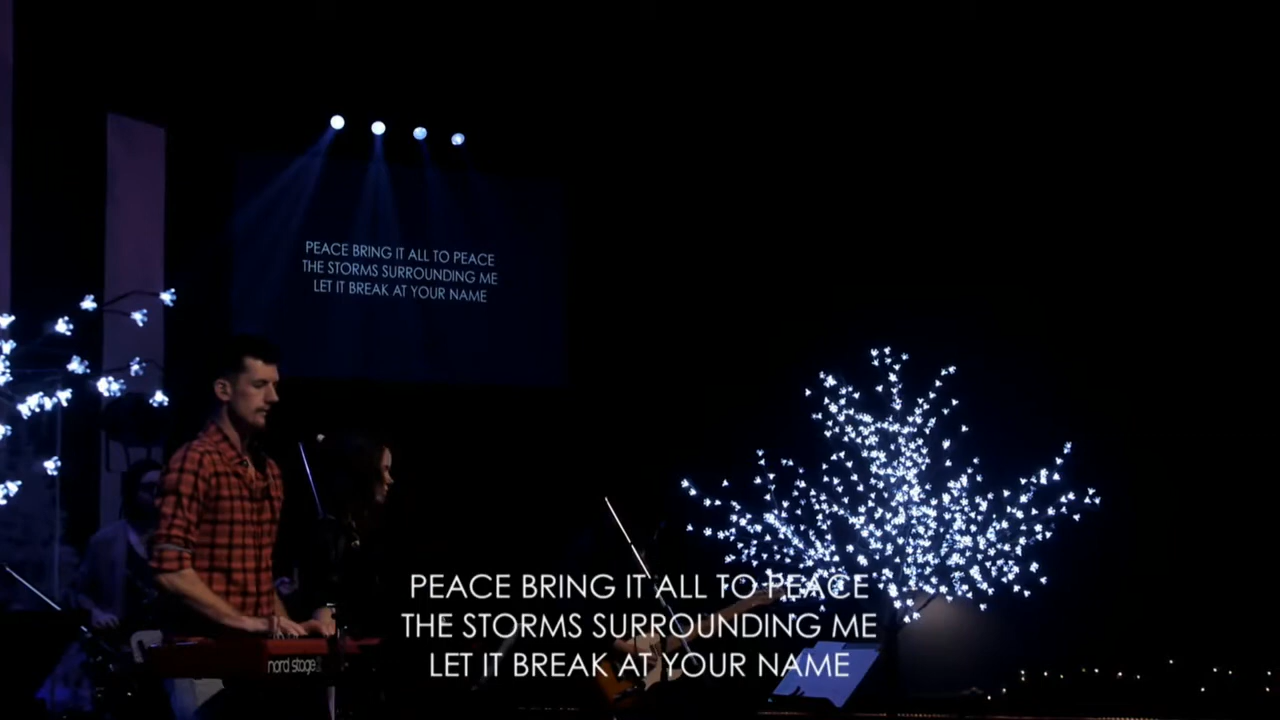 PEACE BRING IT ALL TO PEACE
THE STORMS SURROUNDING ME
LET IT BREAK AT YOUR NAME
nord stage
PEACE BRING IT ALL TO PEACE
THE STORMS SURROUNDING ME
LET IT BREAK AT YOUR NAME